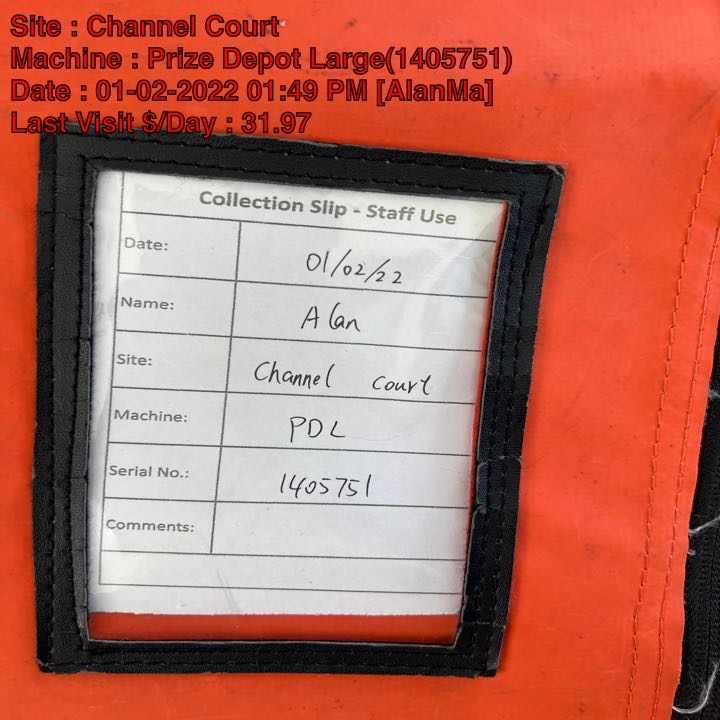 Site : Channel Court
Machine : Prize Depot Large(1405751)
Date : 01-02-2022 01:49 PM [AlanMa]
Last Visit $/Day : 31.97
Collection Slip - Staff Use
Date: 01/02/22
Name: Alan
Site: Channel Court
Machine: PDL
Serial No.: 1405751
Comments: